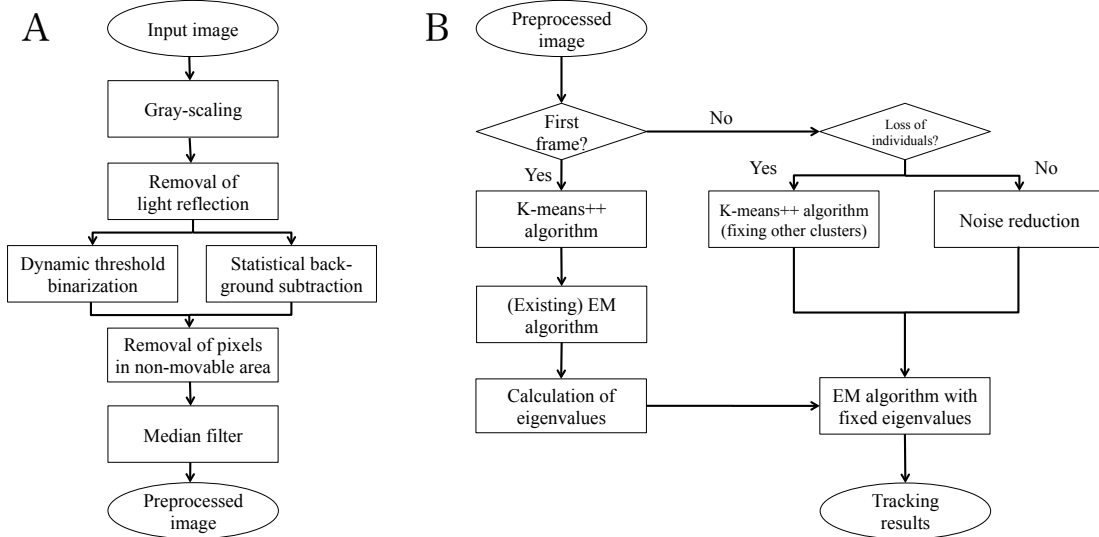 A
Input image
Gray-scaling
Removal of
light reflection
Dynamic threshold
binarization
Statistical back-
ground subtraction
Removal of pixels
in non-movable area
Median filter
Preprocessed
image
B
Preprocessed
image
First
frame?
No
Loss of
individuals?
Yes
Yes
No
K-means++
algorithm
K-means++ algorithm
(fixing other clusters)
Noise reduction
(Existing) EM
algorithm
Calculation of
eigenvalues
EM algorithm with
fixed eigenvalues
Tracking
results